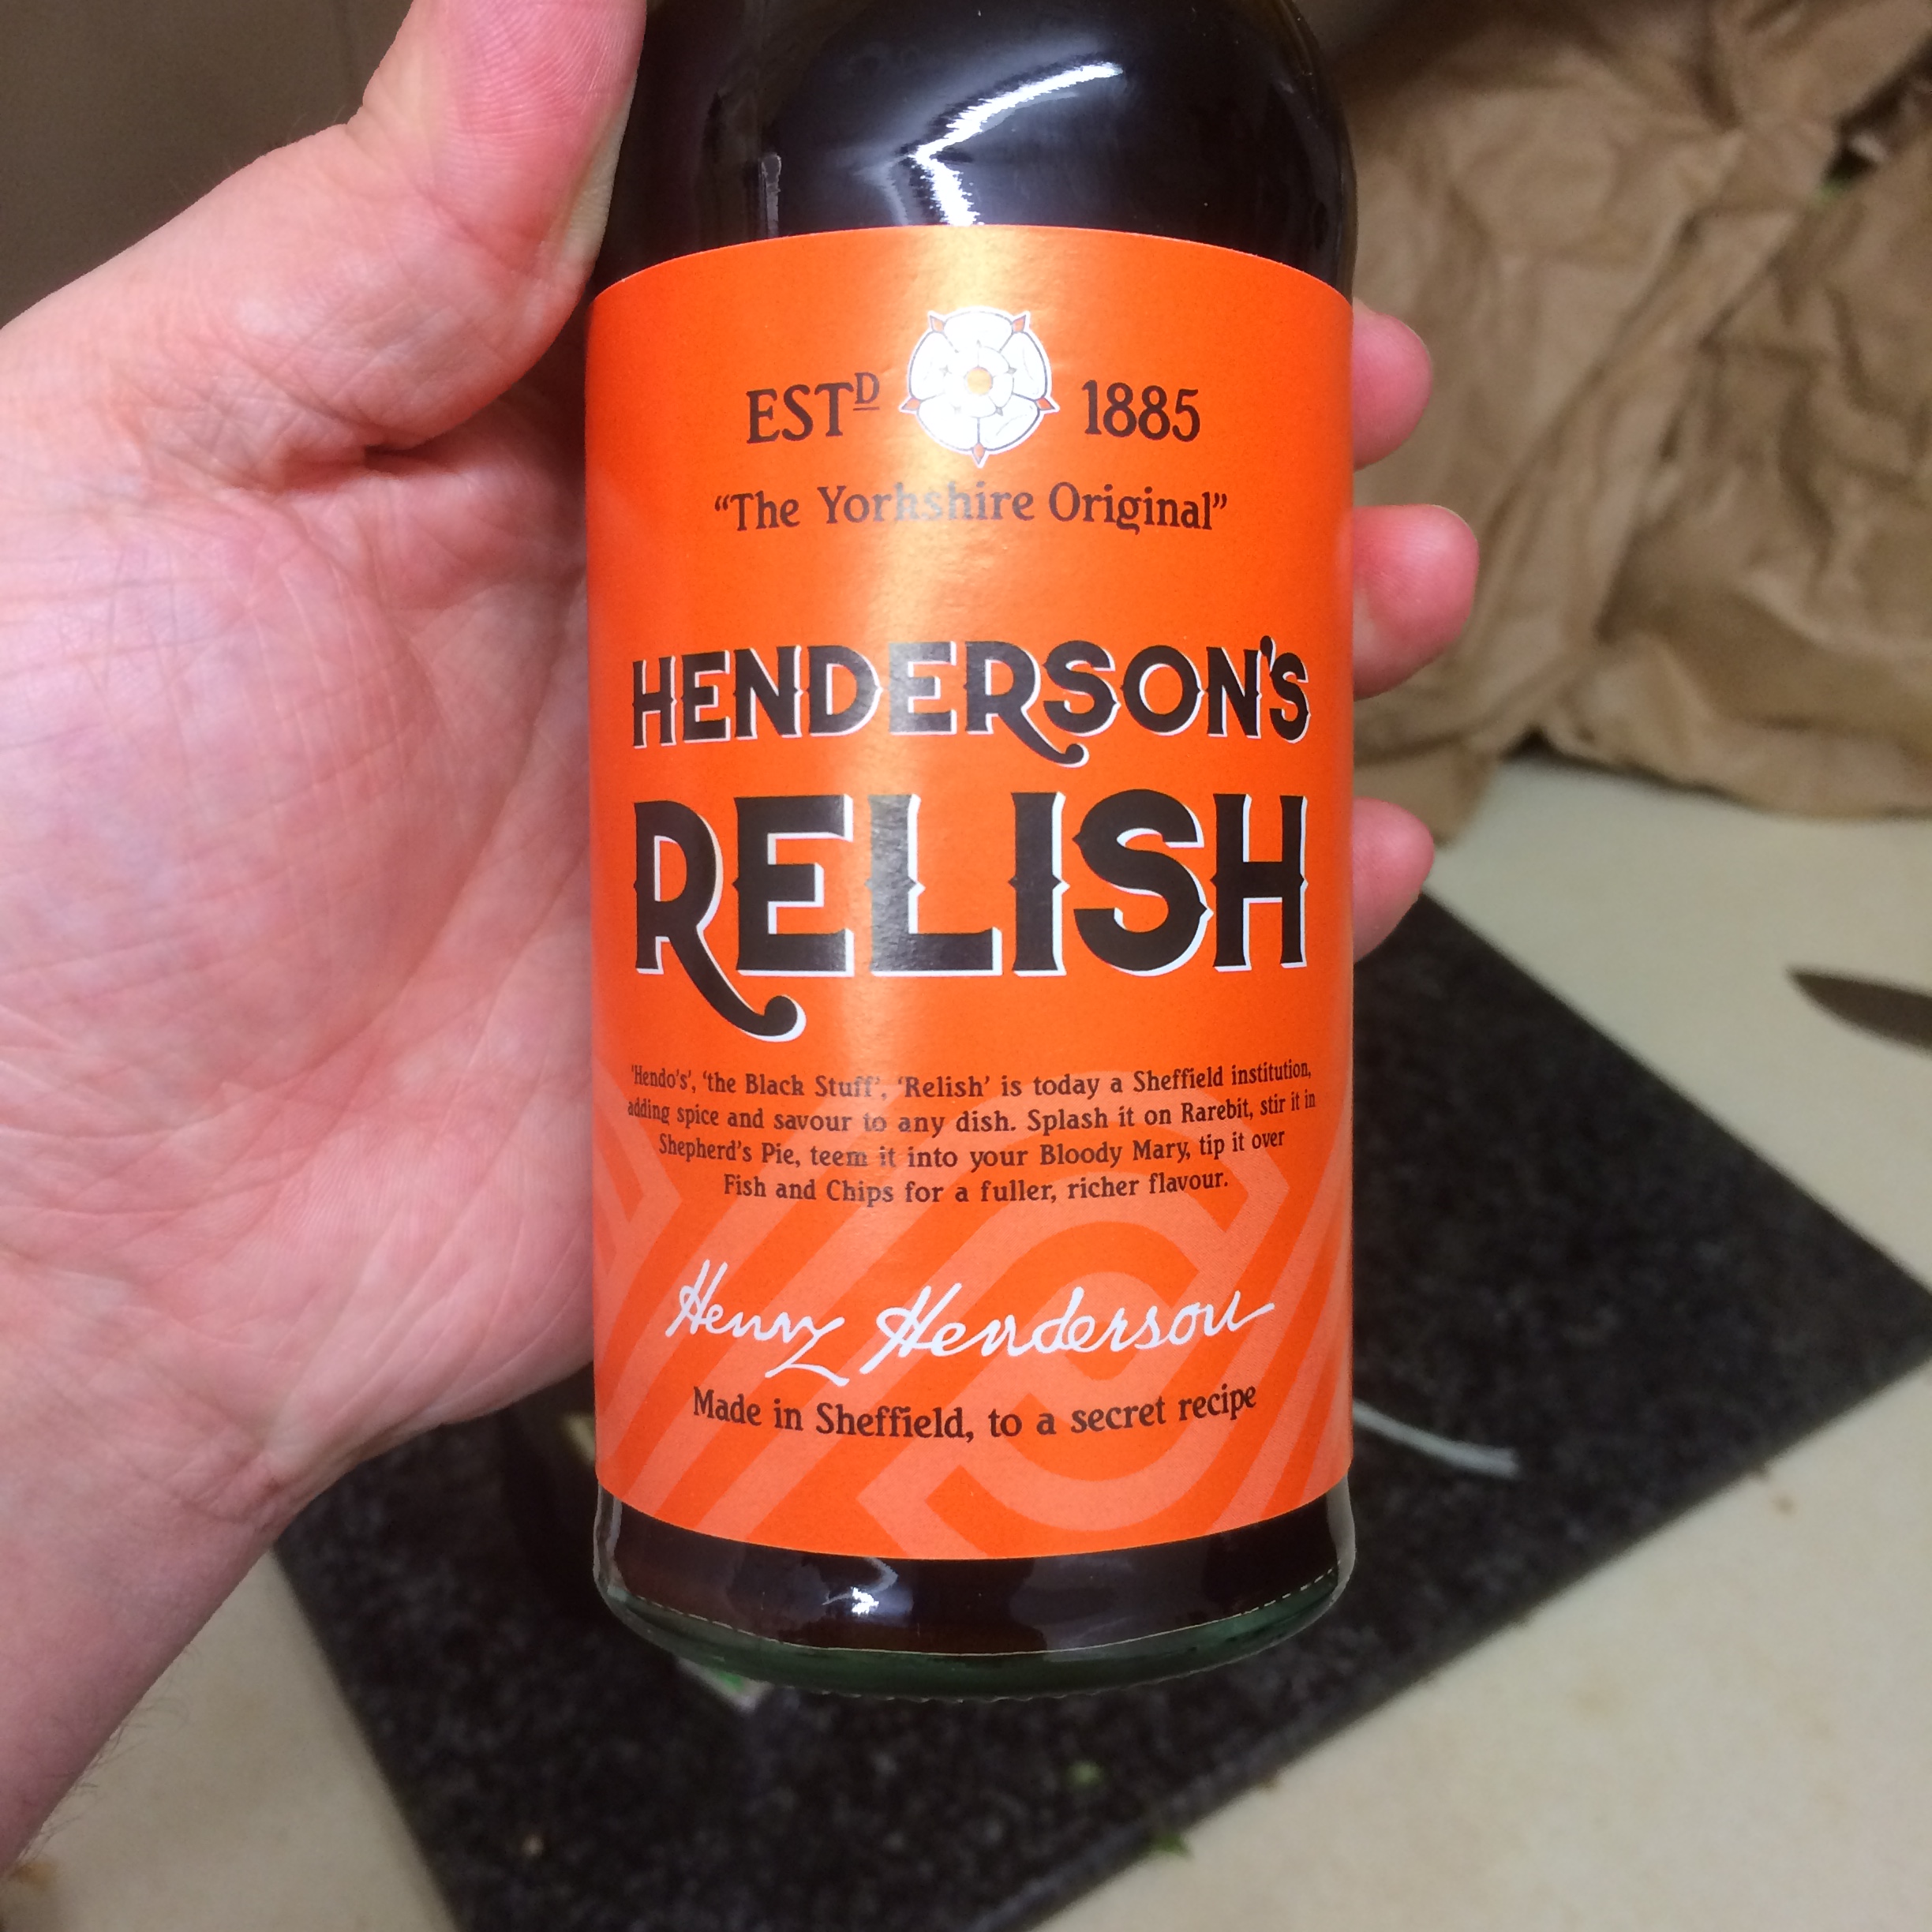 ESTD 1885
“The Yorkshire Original”
HENDERSON'S
RELISH
'Hendo's', 'the Black Stuff', 'Relish' is today a Sheffield institution,
adding spice and savour to any dish. Splash it on Rarebit, stir it in
Shepherd's Pie, teem it into your Bloody Mary, tip it over
Fish and Chips for a fuller, richer flavour.
Henry Henderson
Made in Sheffield, to a secret recipe